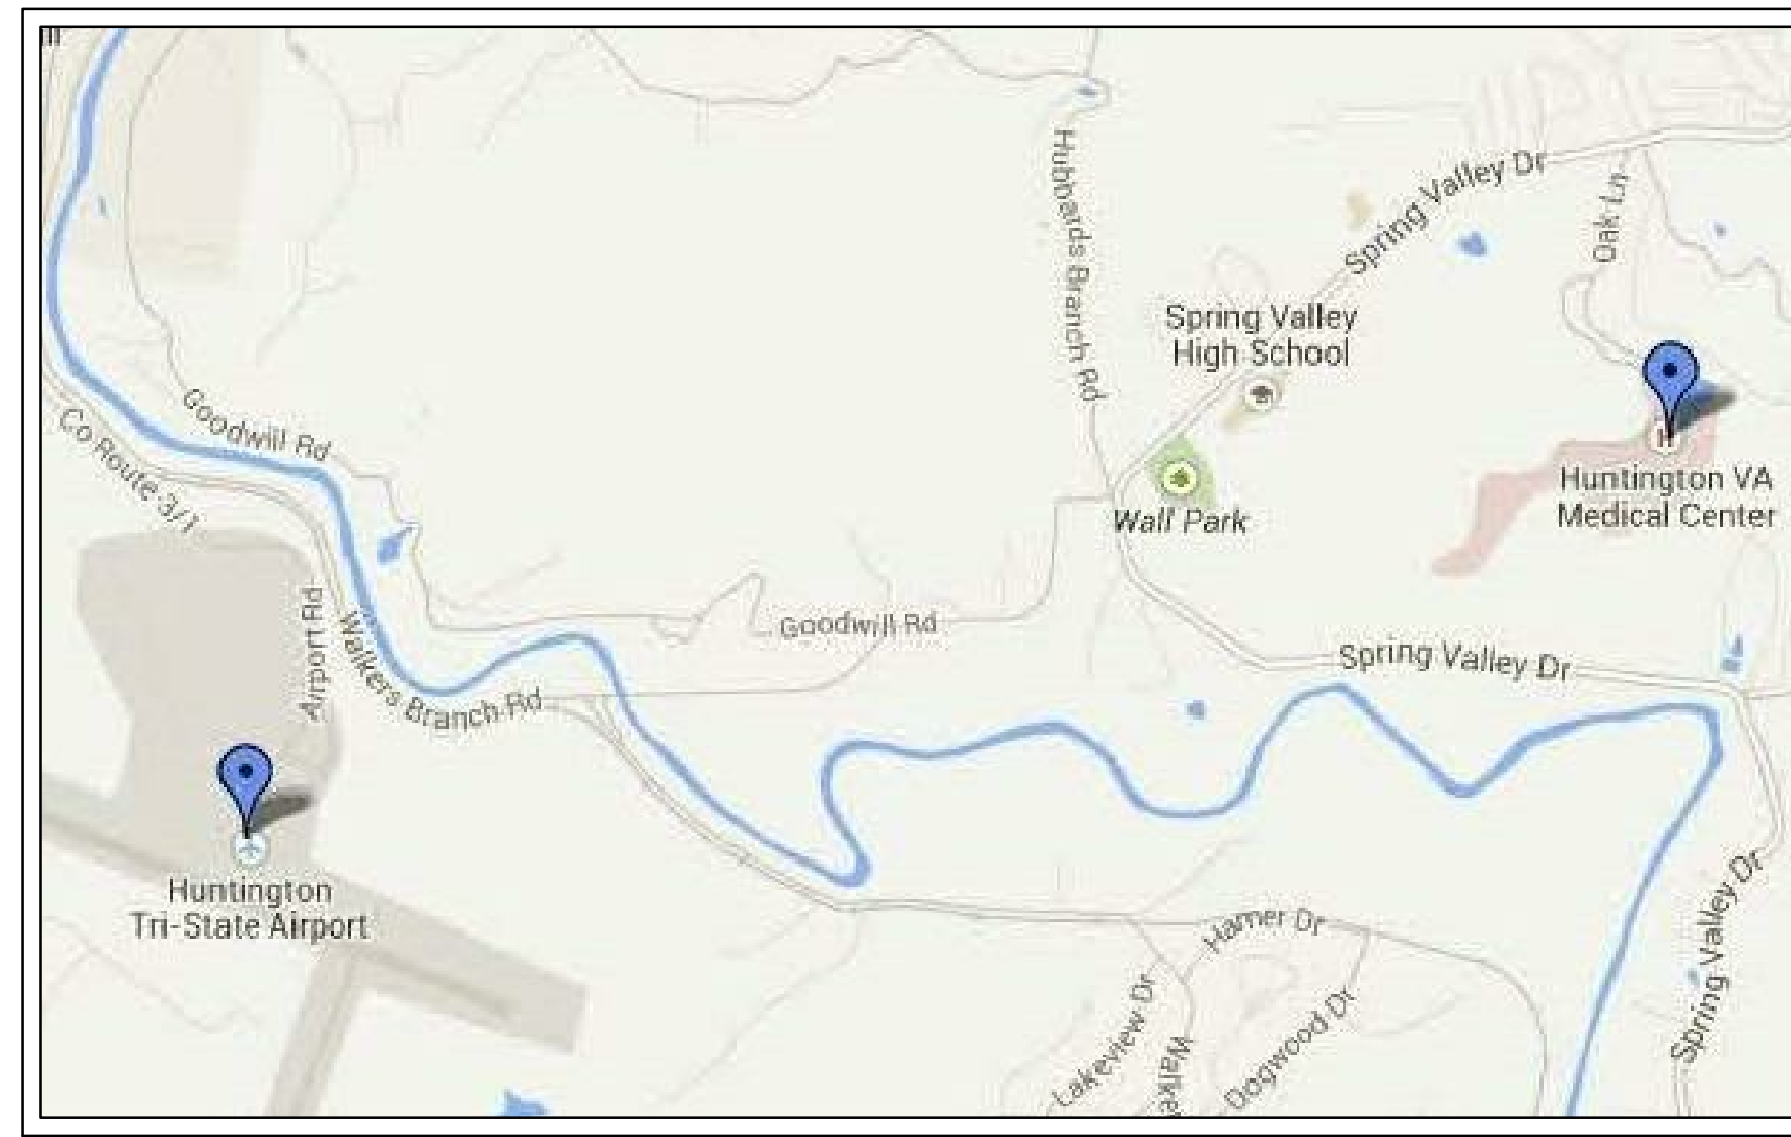 Hubbards Branch Rd
Spring Valley Dr
Oak Ln
Spring Valley
High School
Goodwill Rd
Co Route 3/1
Huntington VA
Medical Center
Wall Park
Airport Rd
Walkers Branch Rd
Goodwill Rd
Spring Valley Dr
Huntington
Tri-State Airport
Hamer Dr
Spring Valley Dr
Lakeview Dr
Dogwood Dr